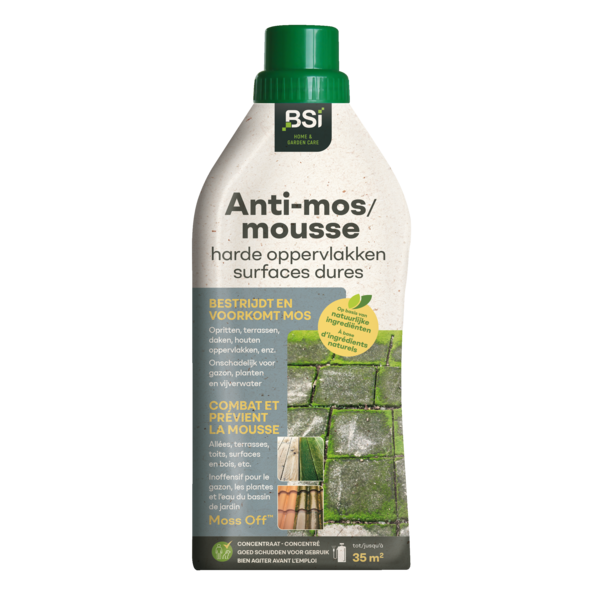 BSi
HOME &
GARDEN CARE
Anti-mos/
mousse
harde oppervlakken
surfaces dures
BESTRIJDT EN
VOORKOMT MOS
Opritten, terrassen,
daken, houten
oppervlakken, enz.
Onschadelijk voor
gazon, planten
en vijverwater
Op basis van
natuurlijke
ingrediënten
À base
d'ingrédients
naturels
COMBAT ET
PRÉVIENT
LA MOUSSE
Allées, terrasses,
toits, surfaces
en bois, etc.
Inoffensif pour le
gazon, les plantes
et l'eau du bassin
de jardin
Moss Off™
CONCENTRAAT - CONCENTRÉ
GOED SCHUDDEN VOOR GEBRUIK
BIEN AGITER AVANT L'EMPLOI
tot/jusqu'à
35 m²